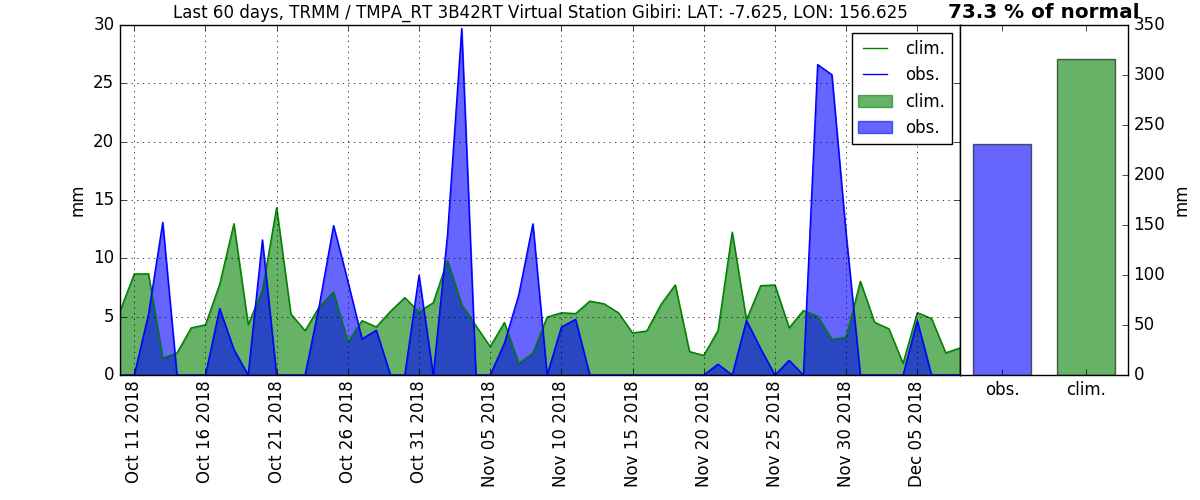 Last 60 days, TRMM / TMPA_RT 3B42RT Virtual Station Gibiri: LAT: -7.625, LON: 156.625
73.3 % of normal
30
25
20
15
10
5
0
mm
clim.
obs.
clim.
obs.
350
300
250
200
150
100
50
0
mm
Oct 11 2018
Oct 16 2018
Oct 21 2018
Oct 26 2018
Oct 31 2018
Nov 05 2018
Nov 10 2018
Nov 15 2018
Nov 20 2018
Nov 25 2018
Nov 30 2018
Dec 05 2018
obs.
clim.